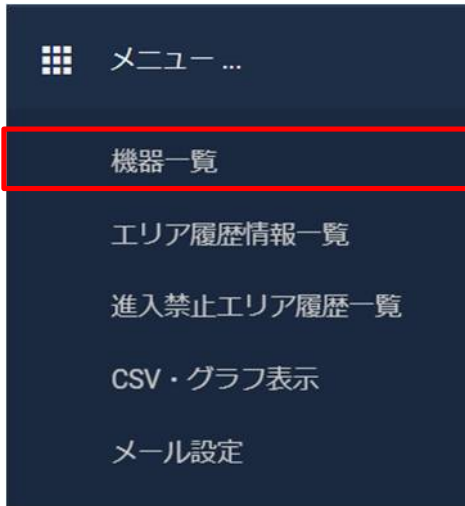 メニュー ...
機器一覧
エリア履歴情報一覧
進入禁止エリア履歴一覧
CSV・グラフ表示
メール設定